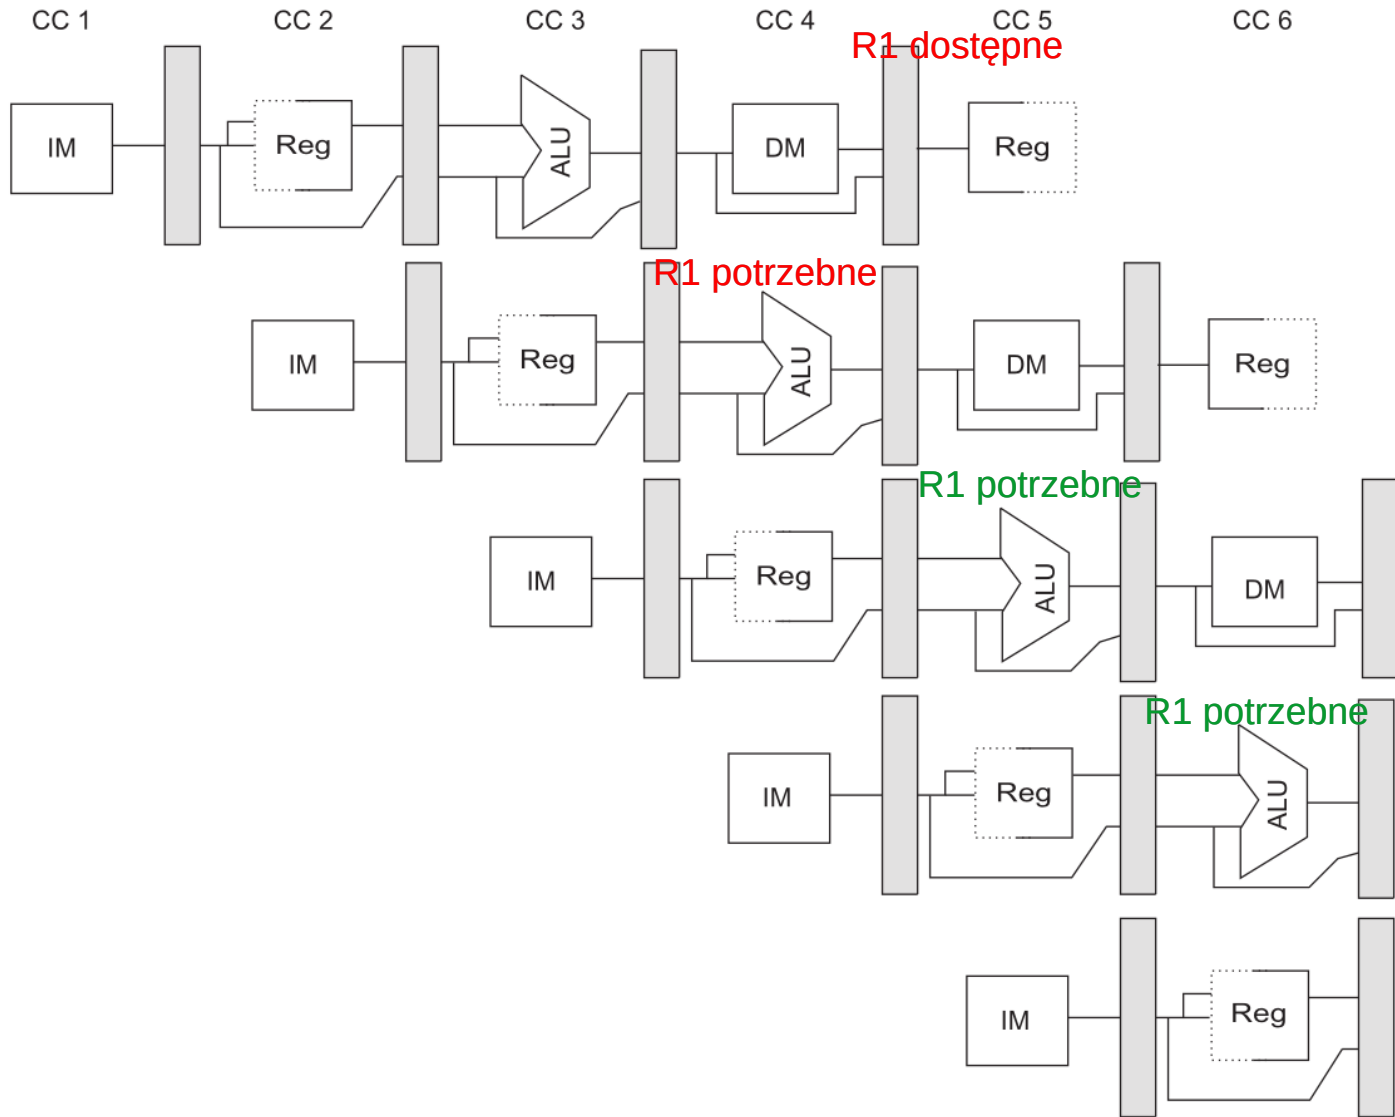 CC 1 CC 2 CC 3 CC 4 CC 5 CC 6
R1 dostępne
IM Reg ALU DM Reg
R1 potrzebne
IM Reg ALU DM Reg
R1 potrzebne
IM Reg ALU DM
R1 potrzebne
IM Reg ALU
IM Reg